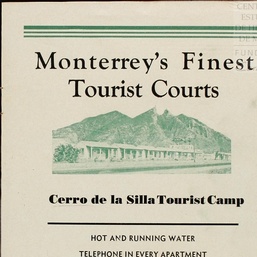 Monterrey's Finest
Tourist Courts
Cerro de la Silla Tourist Camp
HOT AND RUNNING WATER
TELEPHONE IN EVERY APARTMENT